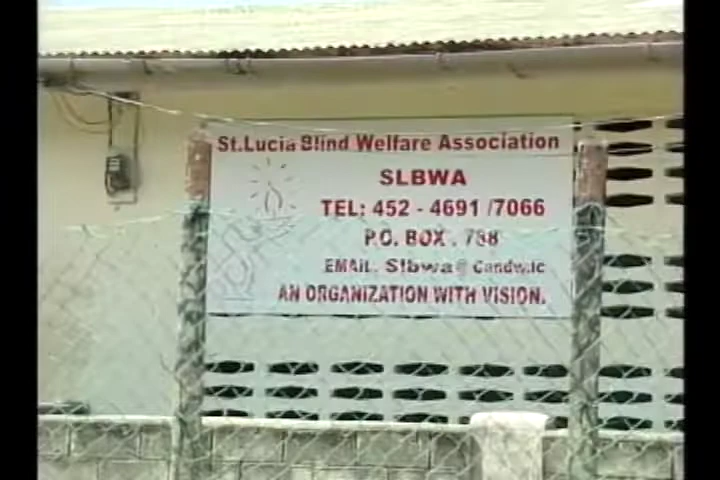 St.Lucia Blind Welfare Association
SLBWA
TEL: 452 - 4691 /7066
P.O. BOX . 788
EMAIL. Slbwa@Candw.lc
AN ORGANIZATION WITH VISION.